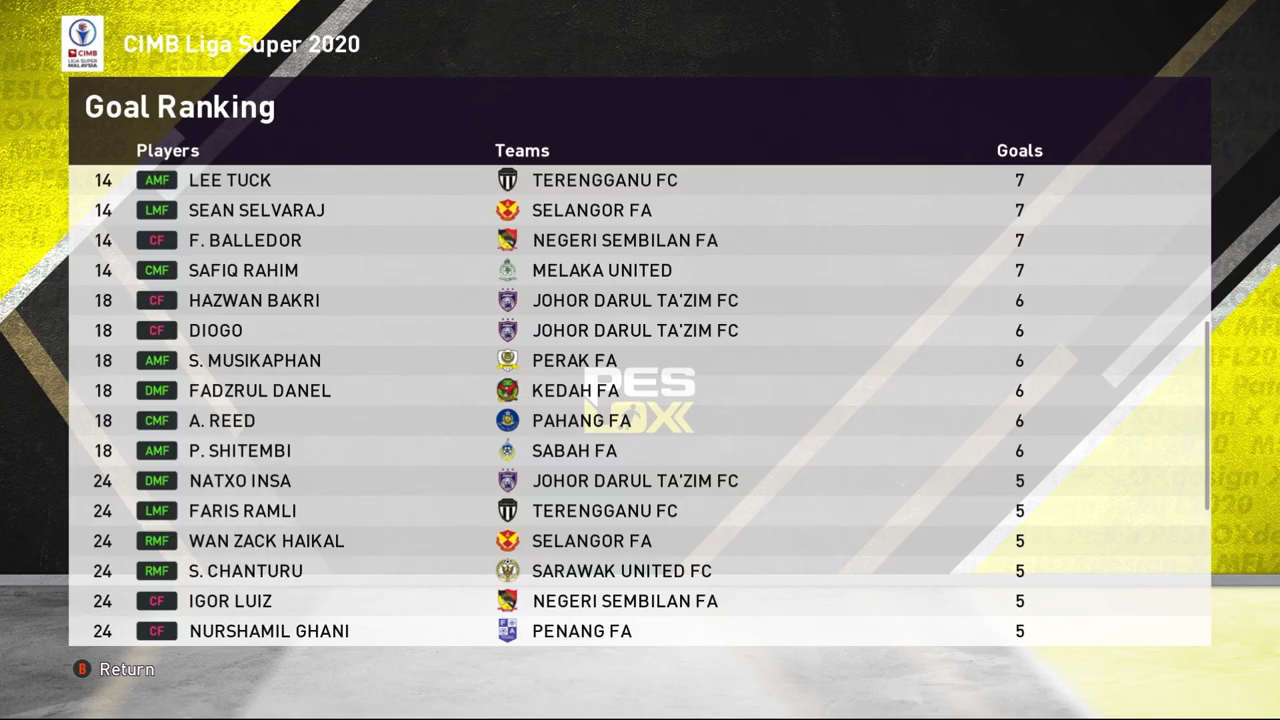 CIMB
LIGA SUPER
MALAYSIA
CIMB Liga Super 2020
Goal Ranking
Players Teams Goals
14 AMF LEE TUCK TERENGGANU FC 7
14 LMF SEAN SELVARAJ SELANGOR FA 7
14 CF F. BALLEDOR NEGERI SEMBILAN FA 7
14 CMF SAFIQ RAHIM MELAKA UNITED 7
18 CF HAZWAN BAKRI JOHOR DARUL TA'ZIM FC 6
18 CF DIOGO JOHOR DARUL TA'ZIM FC 6
18 AMF S. MUSIKAPHAN PERAK FA 6
18 DMF FADZRUL DANEL KEDAH FA 6
18 CMF A. REED PAHANG FA 6
18 AMF P. SHITEMBI SABAH FA 6
24 DMF NATXO INSA JOHOR DARUL TA'ZIM FC 5
24 LMF FARIS RAMLI TERENGGANU FC 5
24 RMF WAN ZACK HAIKAL SELANGOR FA 5
24 RMF S. CHANTURU SARAWAK UNITED FC 5
24 CF IGOR LUIZ NEGERI SEMBILAN FA 5
24 CF NURSHAMIL GHANI PENANG FA 5
PES
B Return